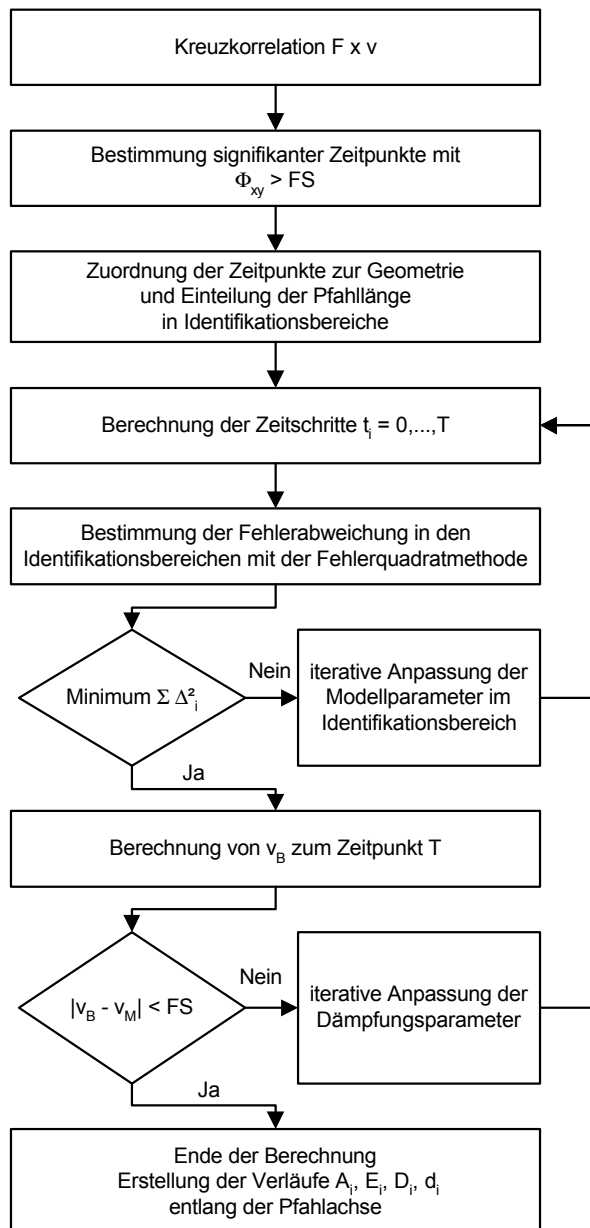 Kreuzkorrelation F x v
Bestimmung signifikanter Zeitpunkte mit
Φxy > FS
Zuordnung der Zeitpunkte zur Geometrie
und Einteilung der Pfahllänge
in Identifikationsbereiche
Berechnung der Zeitschritte ti = 0,...,T
Bestimmung der Fehlerabweichung in den
Identifikationsbereichen mit der Fehlerquadratmethode
Minimum Σ Δ²i
Nein
iterative Anpassung der
Modellparameter im
Identifikationsbereich
Ja
Berechnung von vB zum Zeitpunkt T
|vB - vM| < FS
Nein
iterative Anpassung der
Dämpfungsparameter
Ja
Ende der Berechnung
Erstellung der Verläufe Ai, Ei, Di, di
entlang der Pfahlachse